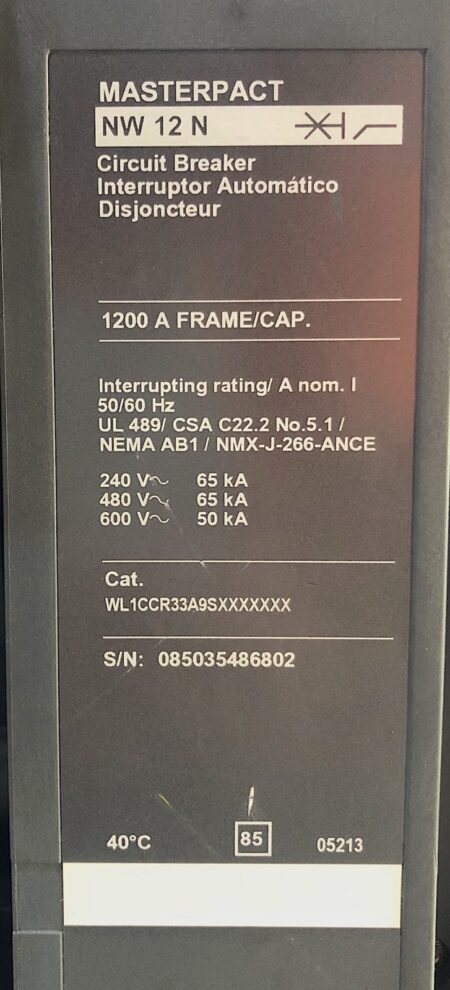 MASTERPACT
NW 12 N
Circuit Breaker
Interruptor Automático
Disjoncteur
1200 A FRAME/CAP.
Interrupting rating/ A nom. I
50/60 Hz
UL 489/ CSA C22.2 No.5.1 /
NEMA AB1 / NMX-J-266-ANCE
240 V~ 65 kA
480 V~ 65 kA
600 V~ 50 kA
Cat.
WL1CCR33A9SXXXXXXX
S/N: 085035486802
40°C 85 05213